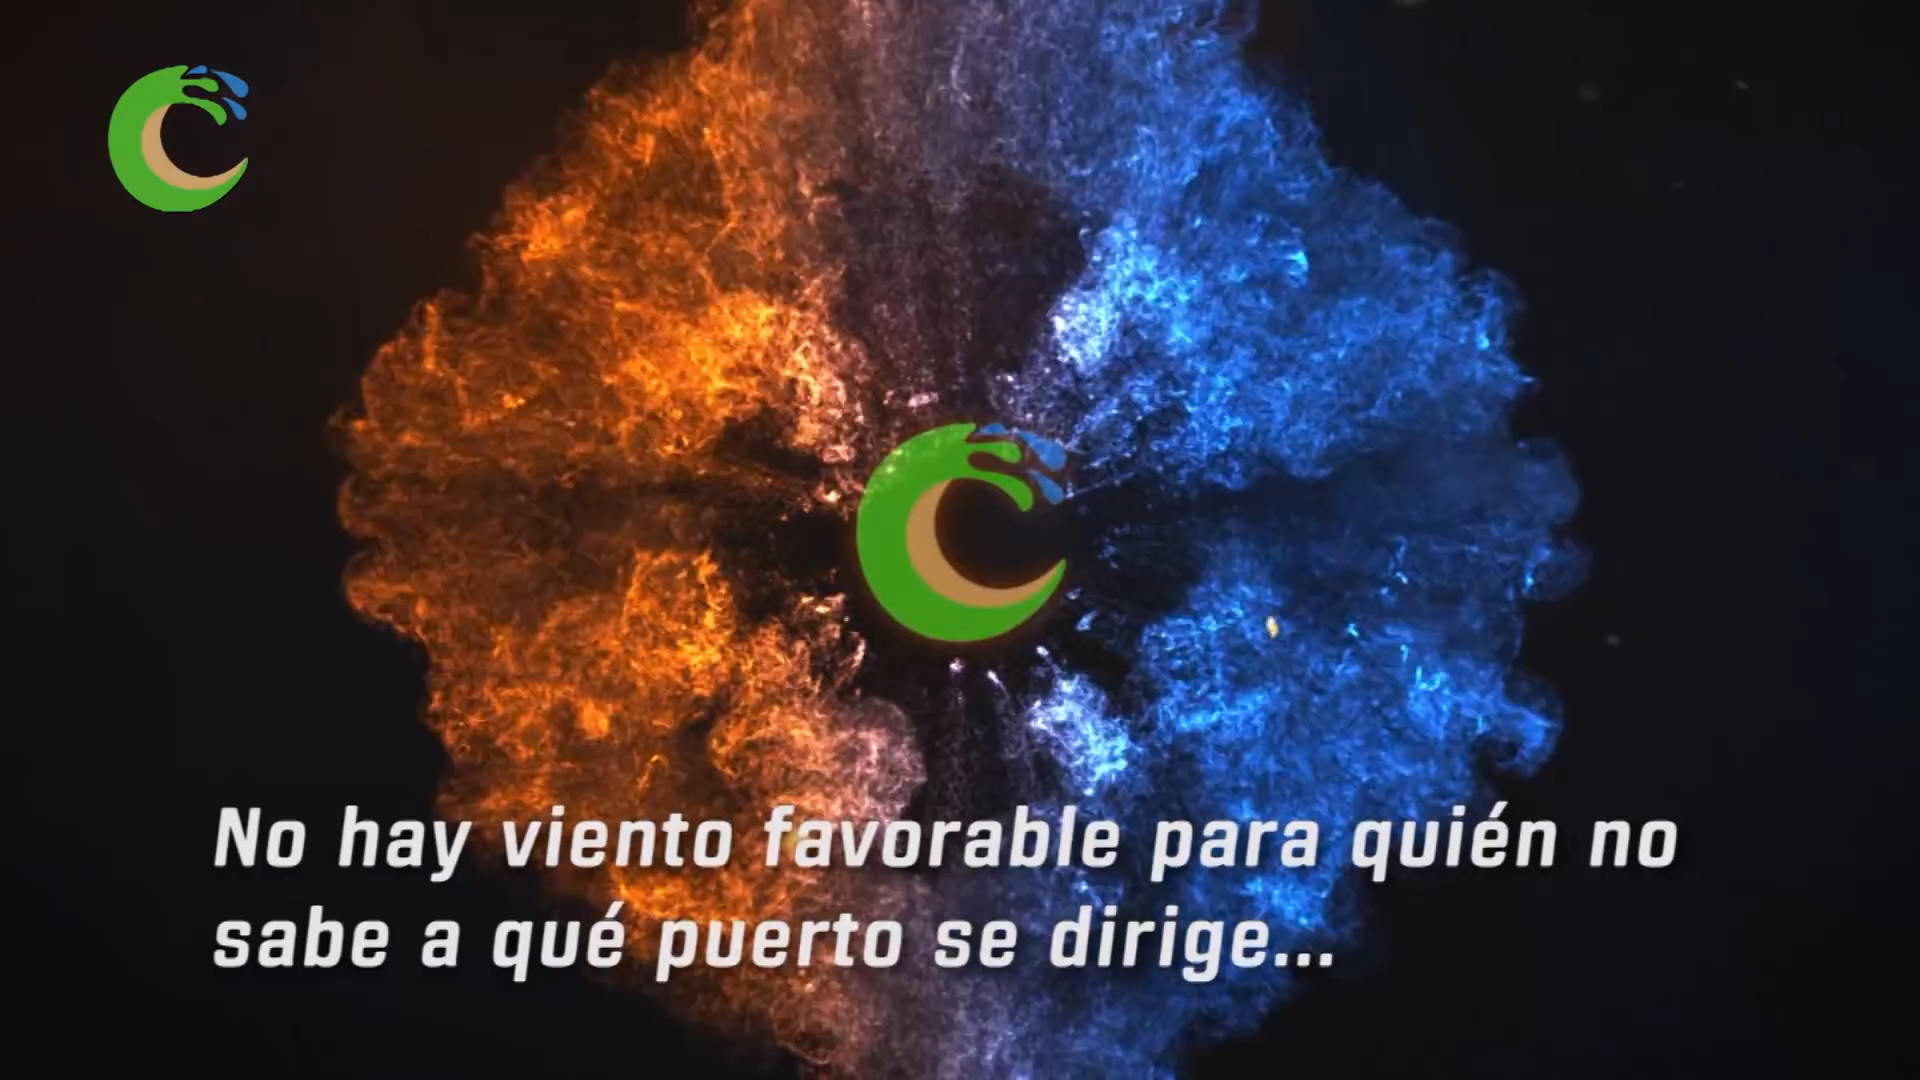 No hay viento favorable para quién no
sabe a qué puerto se dirige...